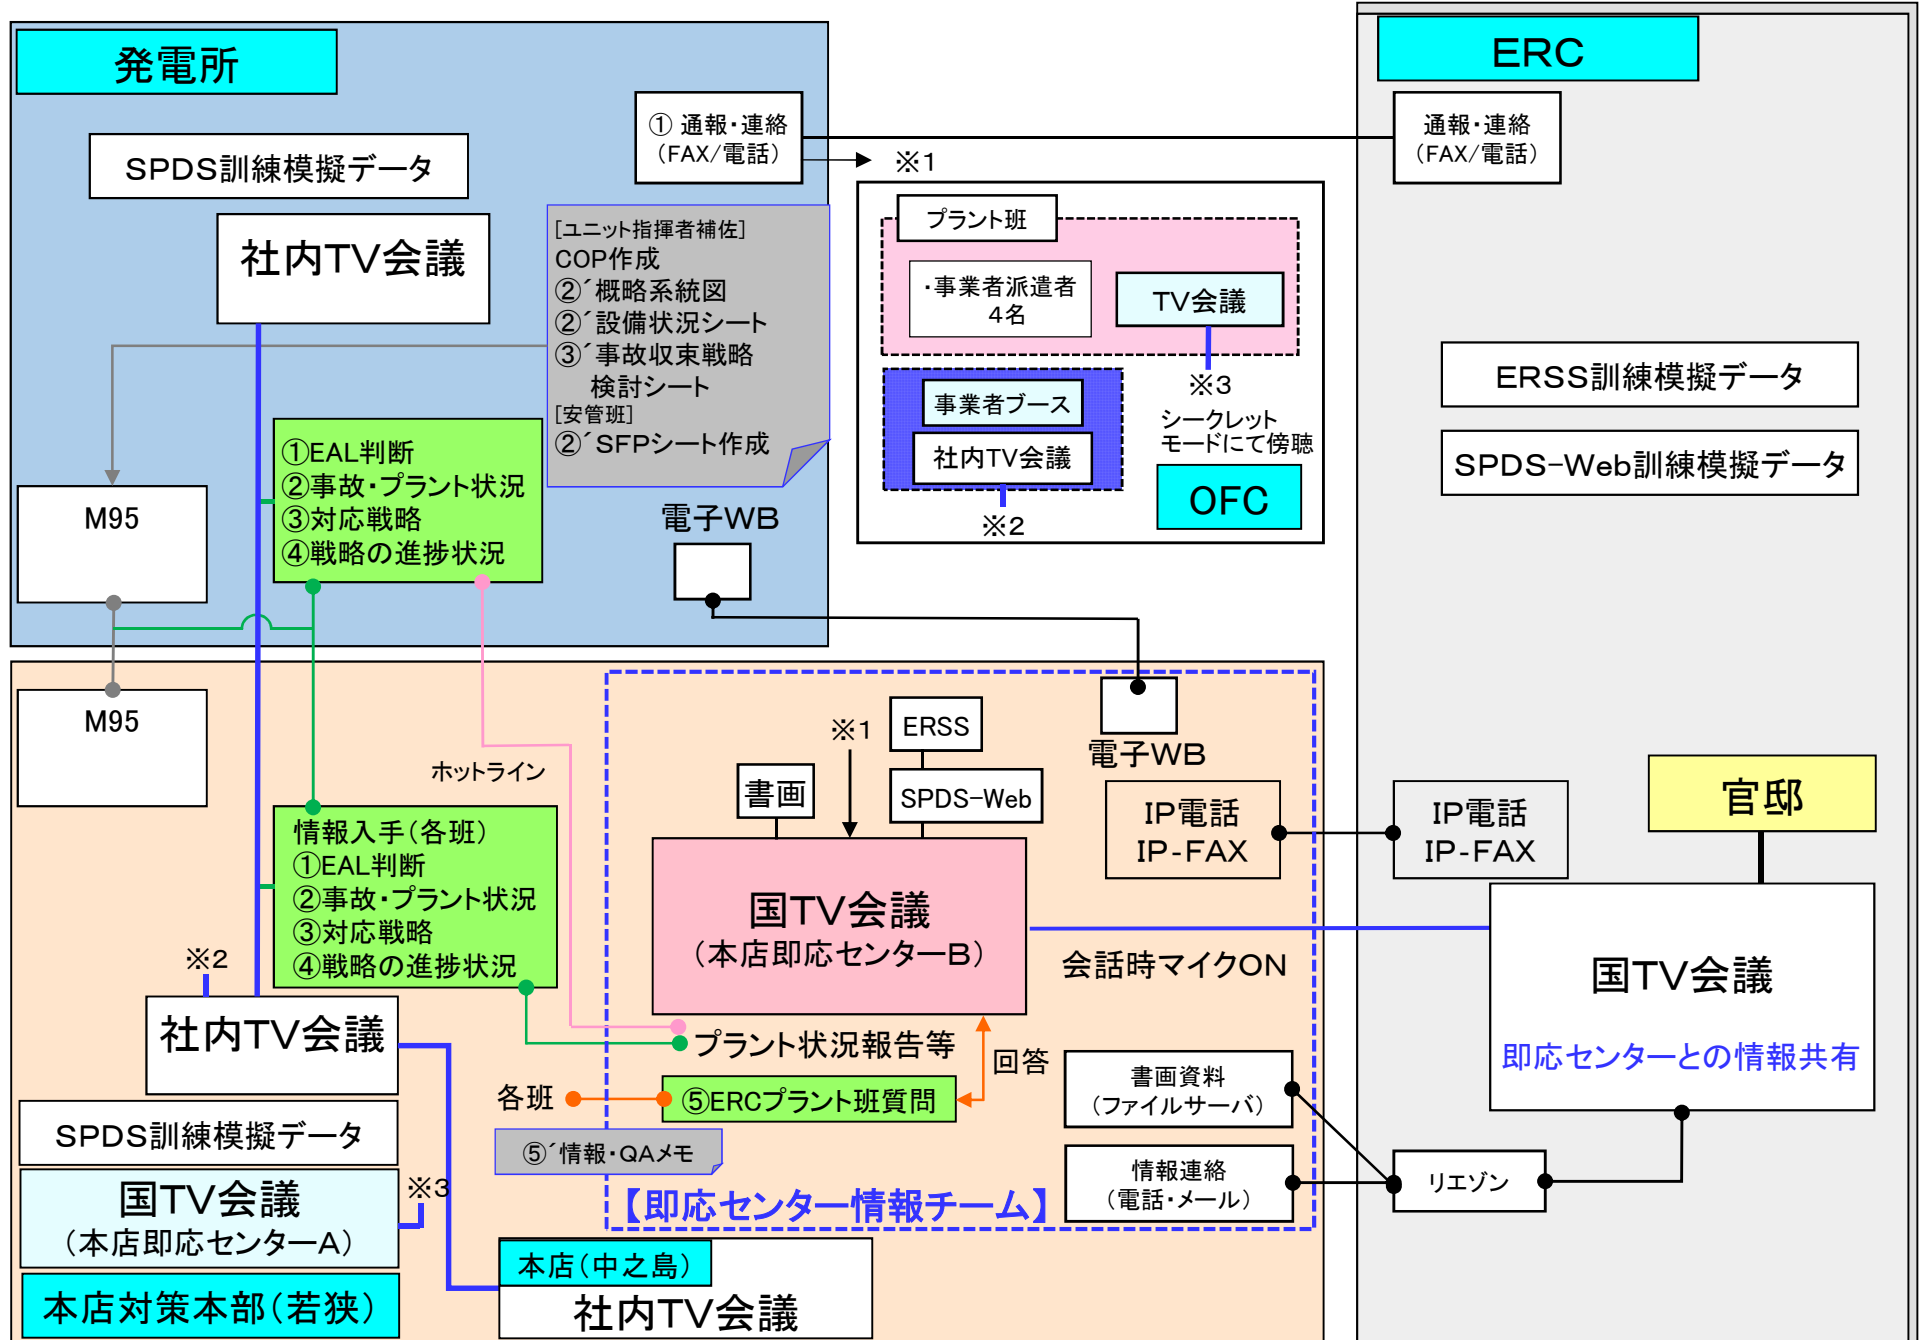 発電所
SPDS訓練模擬データ
社内TV会議
① 通報・連絡
（FAX/電話）
※1
[ユニット指揮者補佐]
COP作成
②´概略系統図
②´設備状況シート
③´事故収束戦略
検討シート
[安管班]
②´SFPシート作成
①EAL判断
②事故・プラント状況
③対応戦略
④戦略の進捗状況
M95
電子WB
プラント班
・事業者派遣者
4名
TV会議
※3
シークレット
モードにて傍聴
事業者ブース
社内TV会議
※2
OFC
ERC
通報・連絡
（FAX/電話）
ERSS訓練模擬データ
SPDS-Web訓練模擬データ
官邸
IP電話
IP-FAX
国TV会議
即応センターとの情報共有
リエゾン
M95
ホットライン
情報入手（各班）
①EAL判断
②事故・プラント状況
③対応戦略
④戦略の進捗状況
※2
社内TV会議
SPDS訓練模擬データ
国TV会議
（本店即応センターA）
※3
本店対策本部（若狭）
本店（中之島）
社内TV会議
※1
ERSS
書画
SPDS-Web
電子WB
IP電話
IP-FAX
国TV会議
（本店即応センターB）
会話時マイクON
プラント状況報告等
回答
各班
⑤ERCプラント班質問
⑤´情報・QAメモ
書画資料
（ファイルサーバ）
情報連絡
（電話・メール）
【即応センター情報チーム】